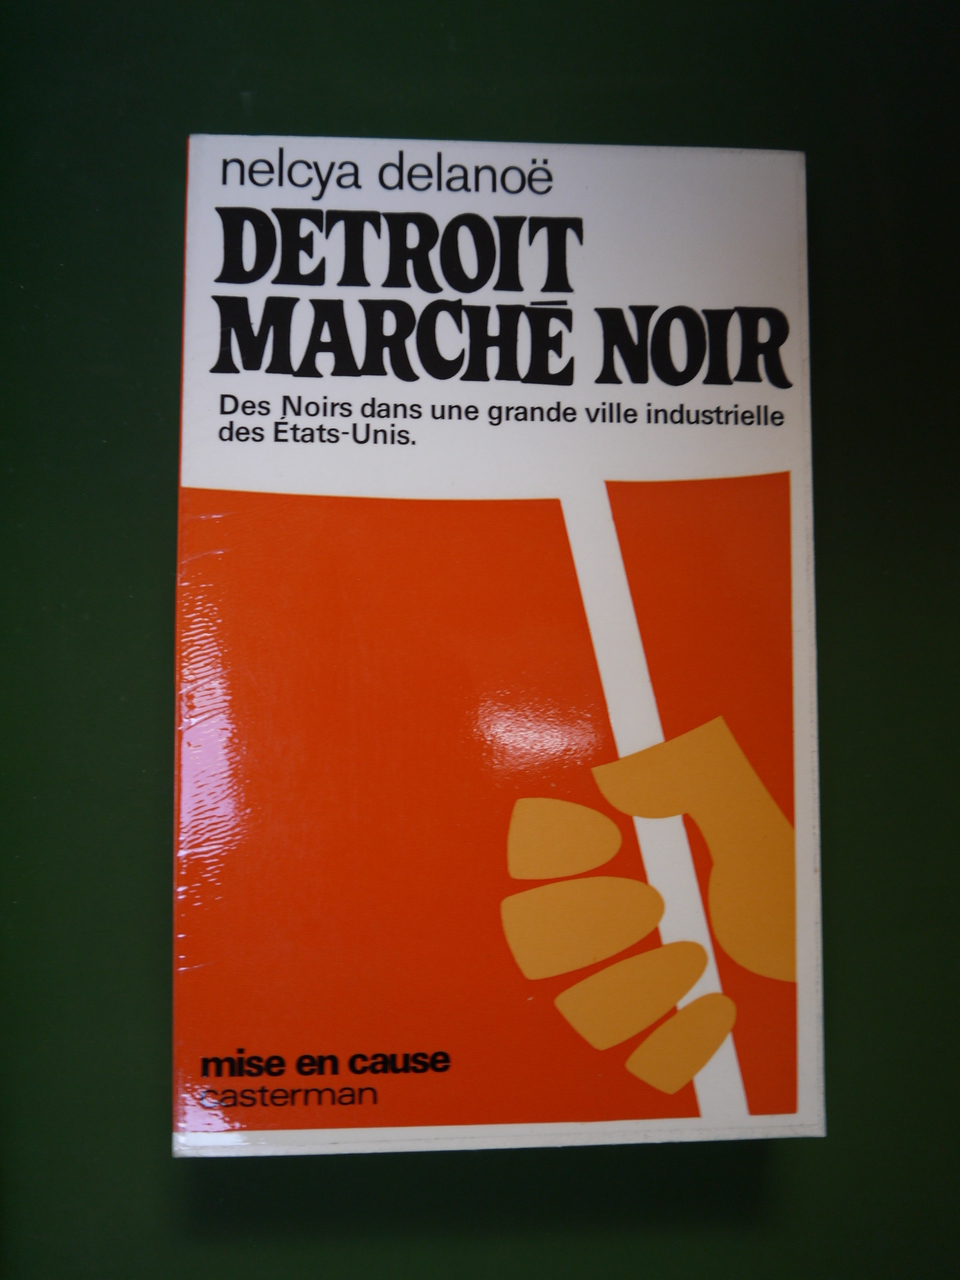 nelcya delanoë
DETROIT
MARCHÉ NOIR
Des Noirs dans une grande ville industrielle
des États-Unis.
mise en cause
casterman